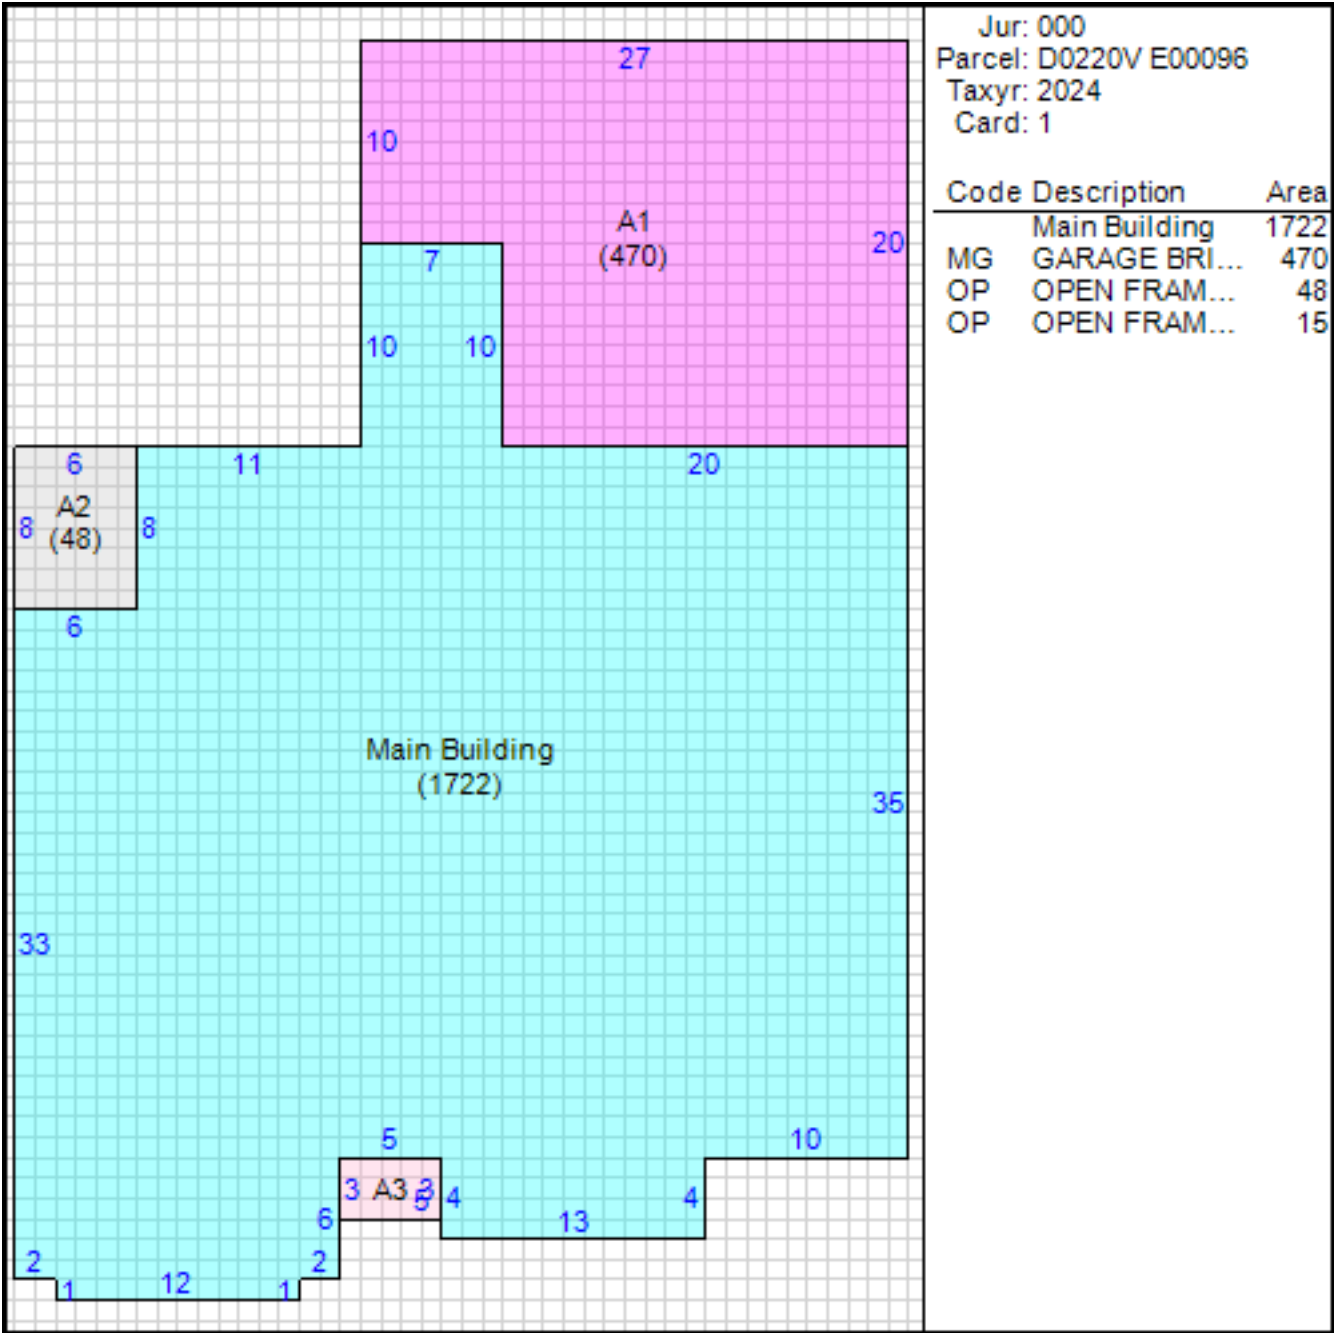 Jur: 000
Parcel: D0220V E00096
Taxyr: 2024
Card: 1
Code Description Area
Main Building 1722
MG GARAGE BRI... 470
OP OPEN FRAM... 48
OP OPEN FRAM... 15
27
10
A1
(470)
20
7
10 10
6 11 20
A2
8 (48) 8
6
Main Building
(1722)
35
33
5 10
3 A3 3
5 4 4
6 13
2 2
1 12 1